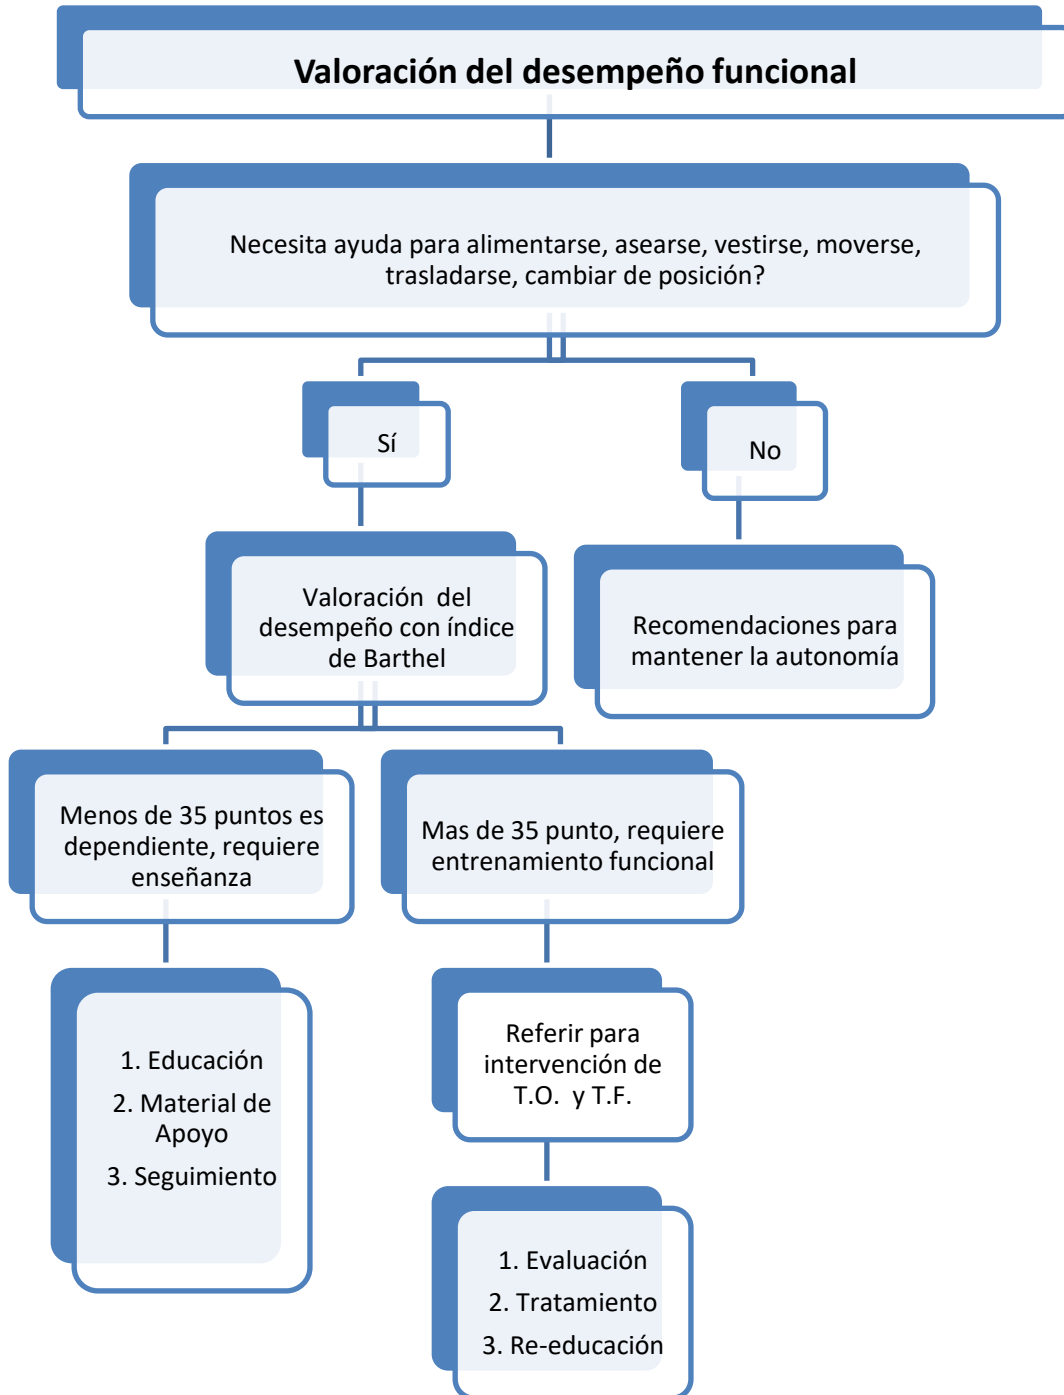 Valoración del desempeño funcional
Necesita ayuda para alimentarse, asearse, vestirse, moverse,
trasladarse, cambiar de posición?
Sí
No
Valoración del
desempeño con índice
de Barthel
Recomendaciones para
mantener la autonomía
Menos de 35 puntos es
dependiente, requiere
enseñanza
Mas de 35 punto, requiere
entrenamiento funcional
1. Educación
2. Material de
Apoyo
3. Seguimiento
Referir para
intervención de
T.O. y T.F.
1. Evaluación
2. Tratamiento
3. Re-educación